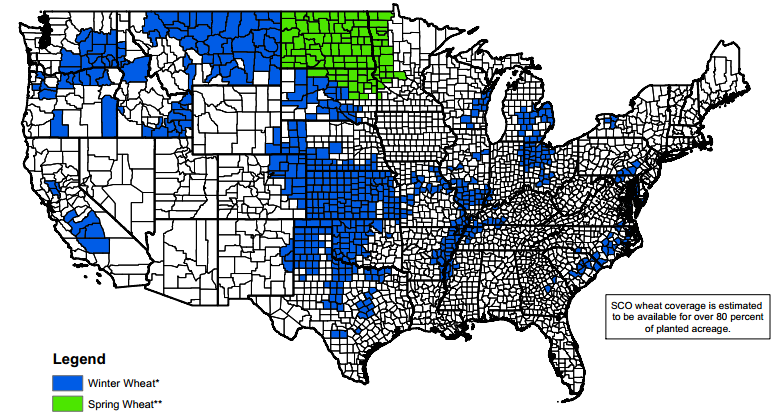 SCO wheat coverage is estimated
to be available for over 80 percent
of planted acreage.
Legend
Winter Wheat*
Spring Wheat**